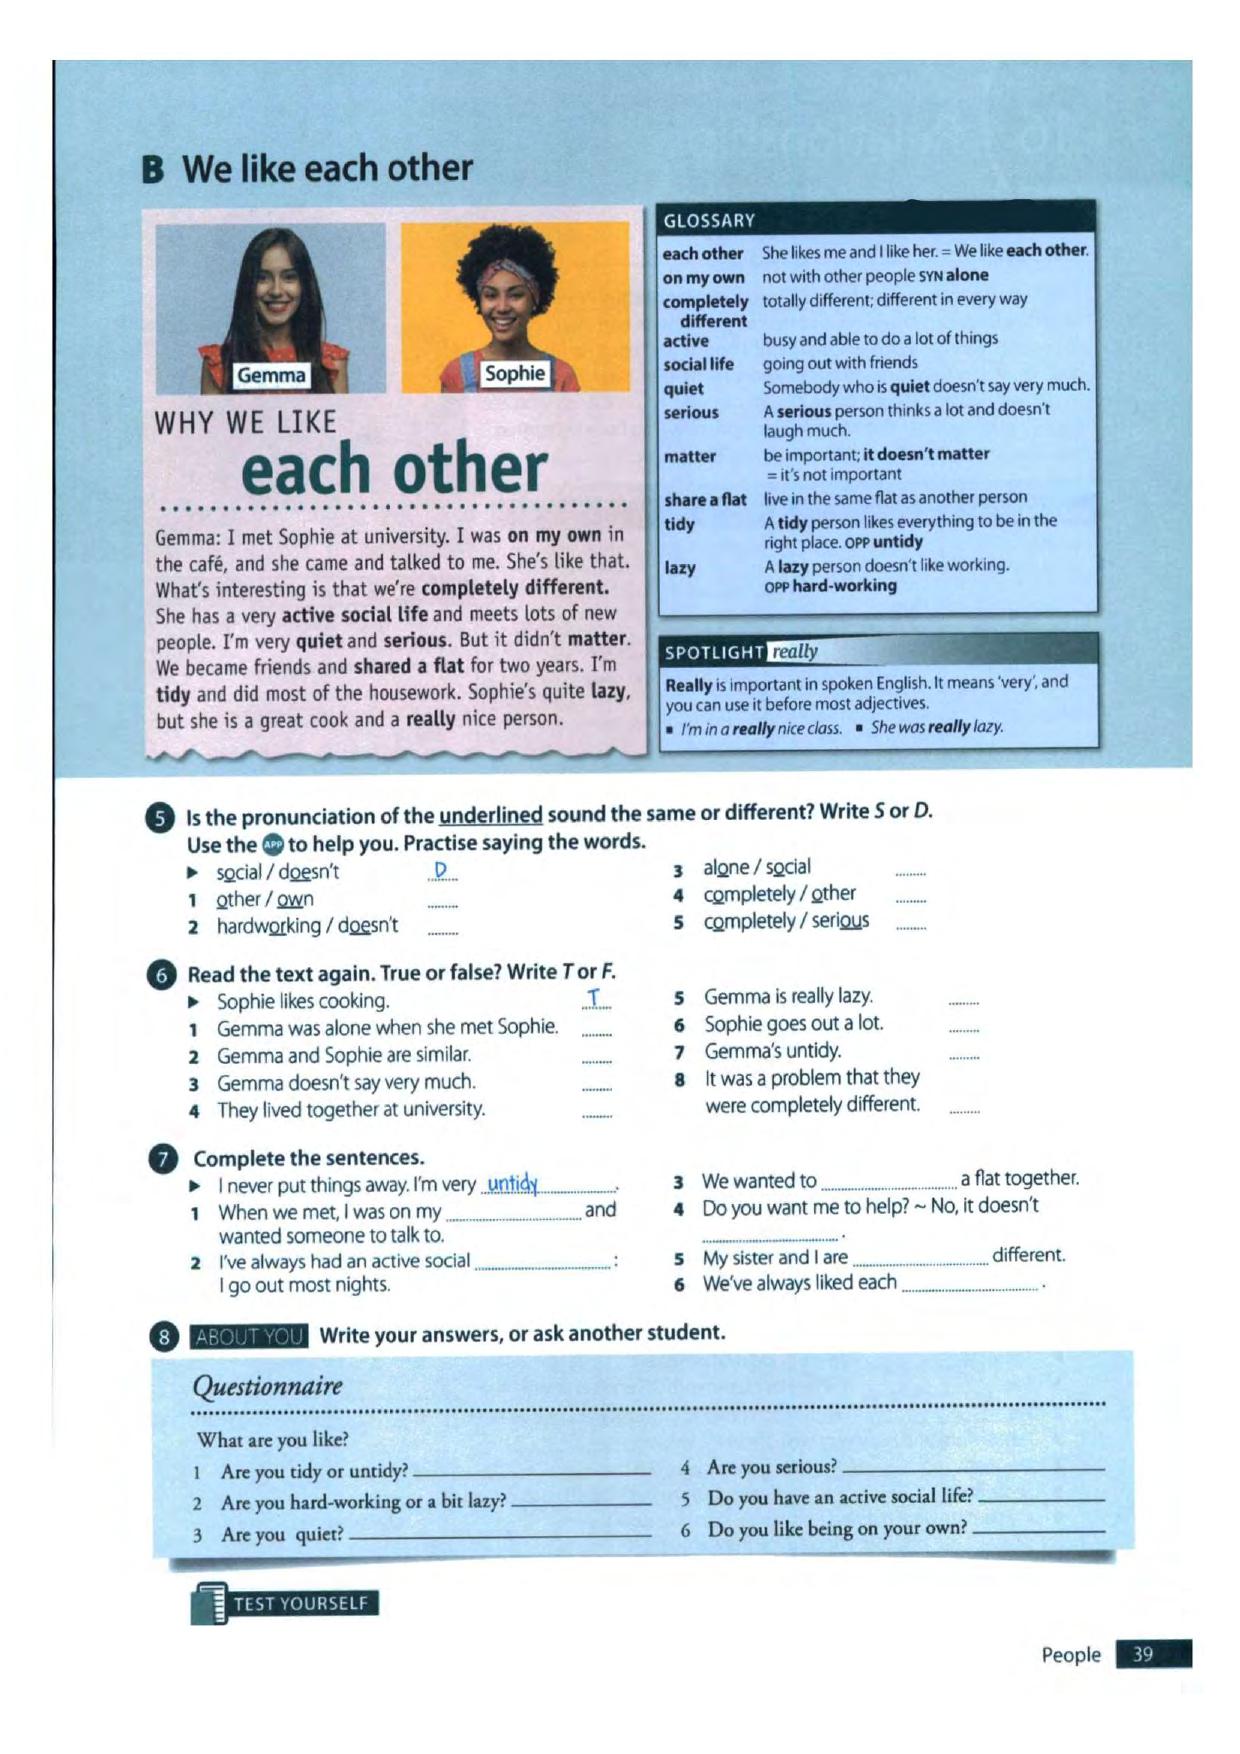 B We like each other
Gemma
Sophie
WHY WE LIKE
each other
Gemma: I met Sophie at university. I was on my own in
the café, and she came and talked to me. She's like that.
What's interesting is that we're completely different.
She has a very active social life and meets lots of new
people. I'm very quiet and serious. But it didn't matter.
We became friends and shared a flat for two years. I'm
tidy and did most of the housework. Sophie's quite lazy,
but she is a great cook and a really nice person.
GLOSSARY
each other She likes me and I like her. = We like each other.
on my own not with other people SYN alone
completely totally different; different in every way
different
active busy and able to do a lot of things
social life going out with friends
quiet Somebody who is quiet doesn't say very much.
serious A serious person thinks a lot and doesn't
laugh much.
matter be important; it doesn't matter
= it's not important
share a flat live in the same flat as another person
tidy A tidy person likes everything to be in the
right place. OPP untidy
lazy A lazy person doesn't like working.
OPP hard-working
SPOTLIGHT really
Really is important in spoken English. It means 'very', and
you can use it before most adjectives.
▪ I'm in a really nice class. ▪ She was really lazy.
5 Is the pronunciation of the underlined sound the same or different? Write S or D.
Use the APP to help you. Practise saying the words.
▶ social / doesn't D
1 other / own ........
2 hardworking / doesn't ........
3 alone / social ........
4 completely / other ........
5 completely / serious ........
6 Read the text again. True or false? Write T or F.
▶ Sophie likes cooking. T
1 Gemma was alone when she met Sophie. ........
2 Gemma and Sophie are similar. ........
3 Gemma doesn't say very much. ........
4 They lived together at university. ........
5 Gemma is really lazy. ........
6 Sophie goes out a lot. ........
7 Gemma's untidy. ........
8 It was a problem that they
were completely different. ........
7 Complete the sentences.
▶ I never put things away. I'm very untidy.
1 When we met, I was on my ........ and
wanted someone to talk to.
2 I've always had an active social ........ :
I go out most nights.
3 We wanted to ........ a flat together.
4 Do you want me to help? ~ No, it doesn't
........ .
5 My sister and I are ........ different.
6 We've always liked each ........ .
8 ABOUT YOU Write your answers, or ask another student.
Questionnaire
What are you like?
1 Are you tidy or untidy? ________
2 Are you hard-working or a bit lazy? ________
3 Are you quiet? ________
4 Are you serious? ________
5 Do you have an active social life? ________
6 Do you like being on your own? ________
TEST YOURSELF
People 39